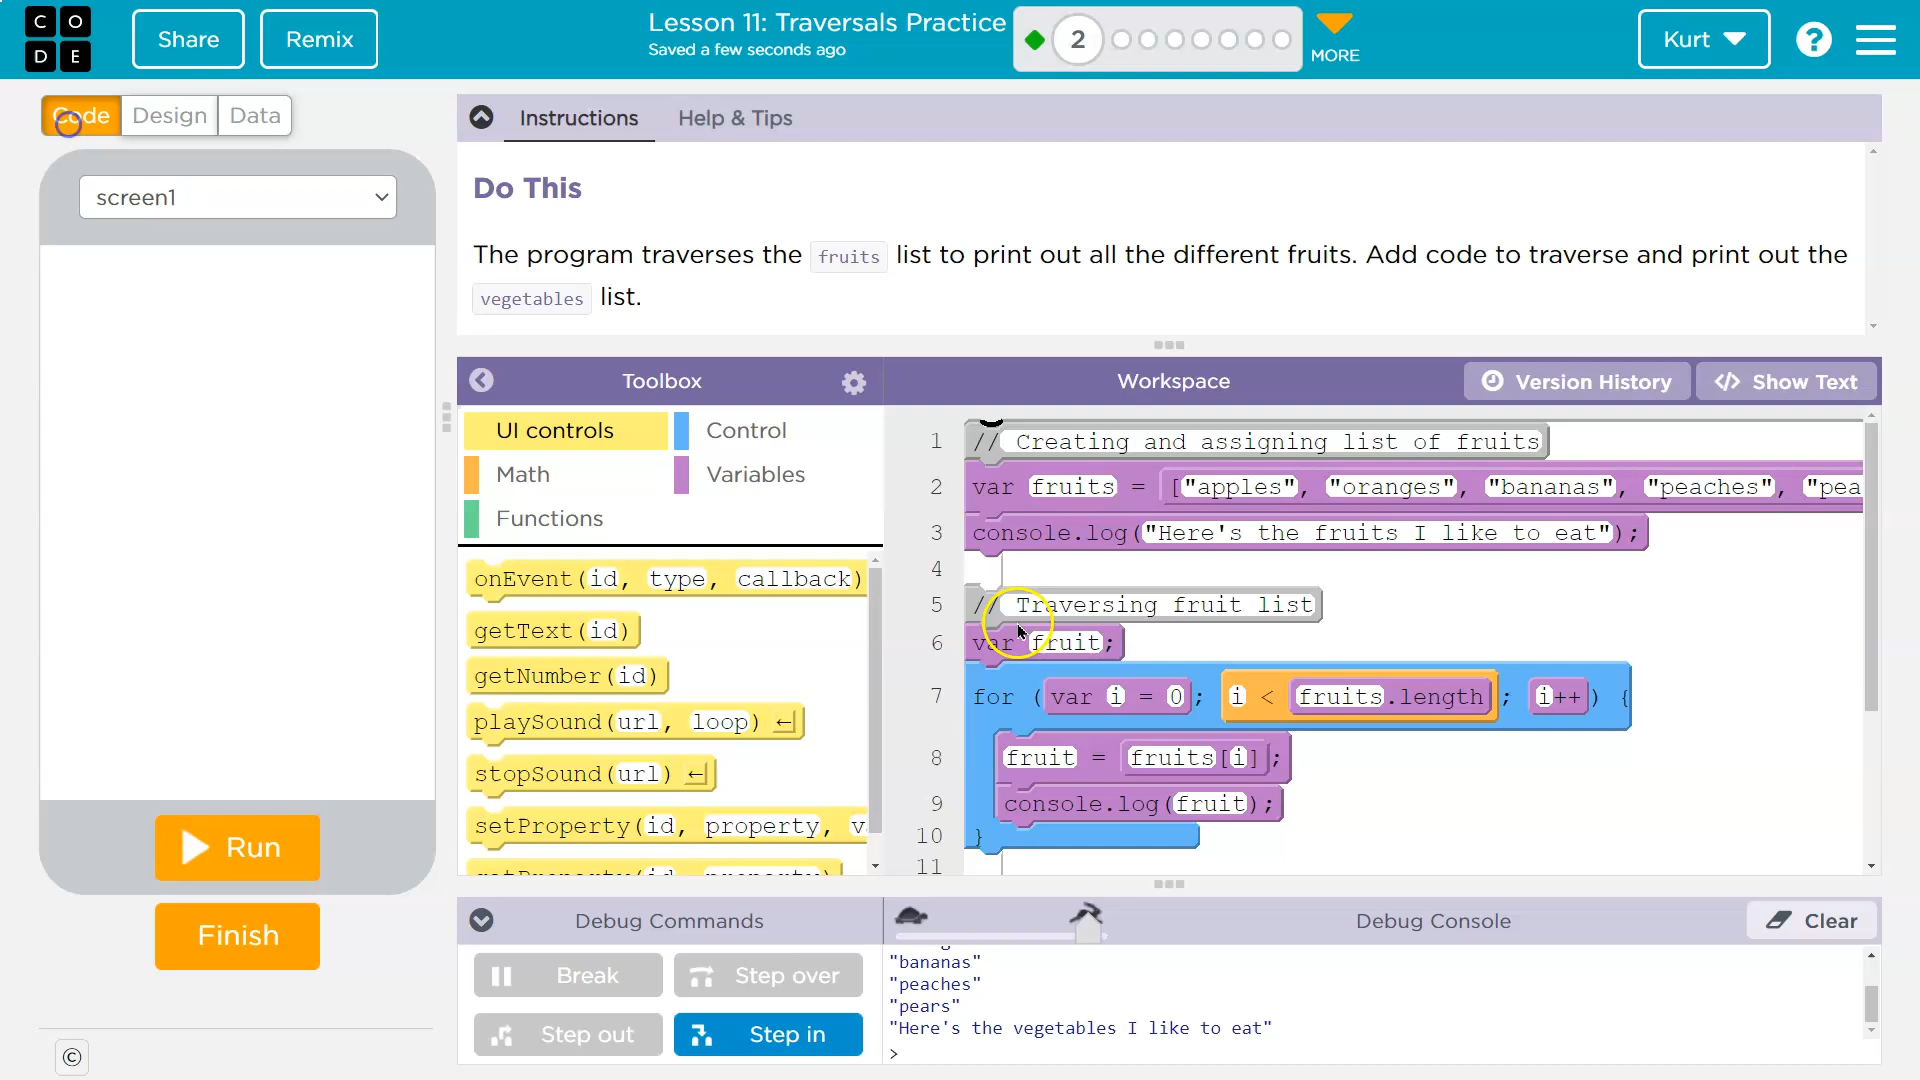 CODE
Share
Remix
Lesson 11: Traversals Practice
Saved a few seconds ago
2
MORE
Kurt
?
Code
Design
Data
Instructions
Help & Tips
screen1
Do This
The program traverses the fruits list to print out all the different fruits. Add code to traverse and print out the
vegetables list.
Toolbox
Workspace
Version History
Show Text
UI controls
Control
Math
Variables
Functions
onEvent(id, type, callback)
getText(id)
getNumber(id)
playSound(url, loop)
stopSound(url)
setProperty(id, property, v
getProperty(id, property)
1 // Creating and assigning list of fruits
2 var fruits = ["apples", "oranges", "bananas", "peaches", "pea
3 console.log("Here's the fruits I like to eat");
4
5 // Traversing fruit list
6 var fruit;
7 for (var i = 0; i < fruits.length; i++) {
8 fruit = fruits[i];
9 console.log(fruit);
10 }
11
Run
Finish
Debug Commands
Debug Console
Clear
Break
Step over
Step out
Step in
"bananas"
"peaches"
"pears"
"Here's the vegetables I like to eat"
>
©